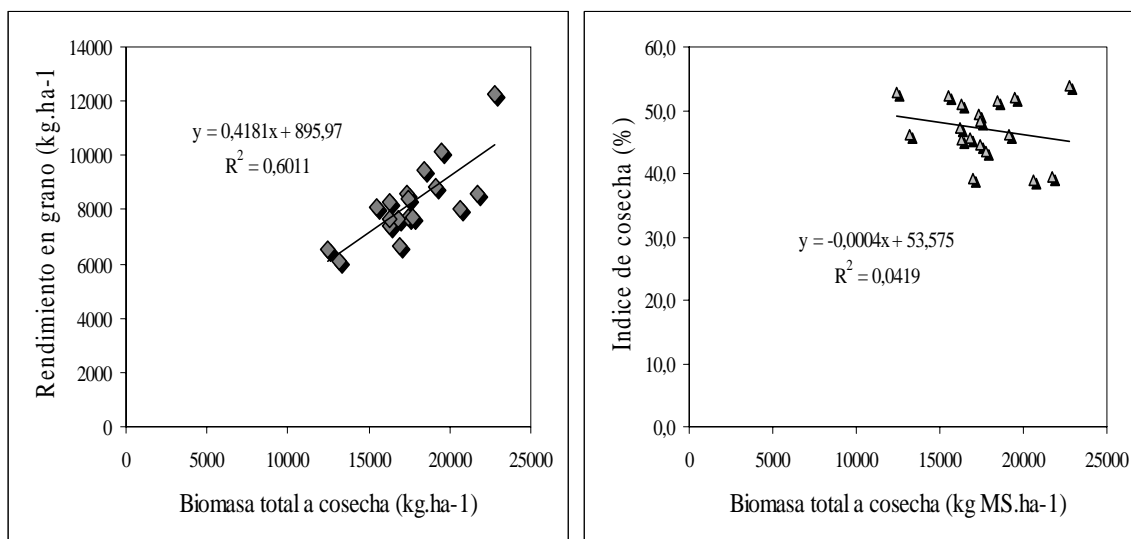 14000
12000
10000
8000
6000
4000
2000
0
Rendimiento en grano (kg.ha-1)
y = 0,4181x + 895,97
R² = 0,6011
0 5000 10000 15000 20000 25000
Biomasa total a cosecha (kg.ha-1)
60,0
50,0
40,0
30,0
20,0
10,0
0,0
Indice de cosecha (%)
y = -0,0004x + 53,575
R² = 0,0419
0 5000 10000 15000 20000 25000
Biomasa total a cosecha (kg MS.ha-1)